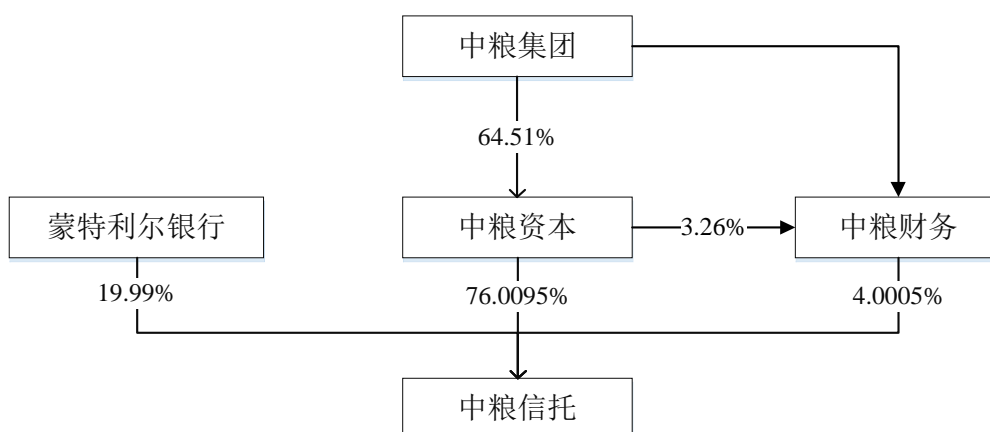 中粮集团
64.51%
蒙特利尔银行
中粮资本
3.26%
中粮财务
19.99%
76.0095%
4.0005%
中粮信托